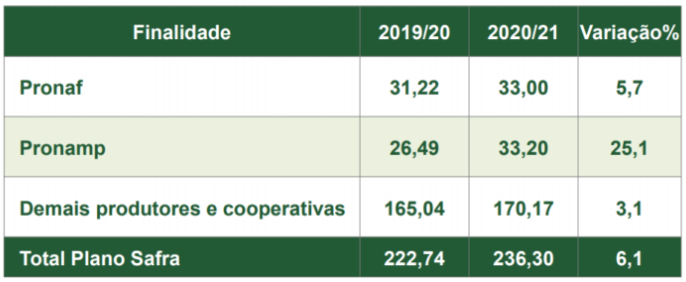 Finalidade 2019/20 2020/21 Variação%
Pronaf 31,22 33,00 5,7
Pronamp 26,49 33,20 25,1
Demais produtores e cooperativas 165,04 170,17 3,1
Total Plano Safra 222,74 236,30 6,1